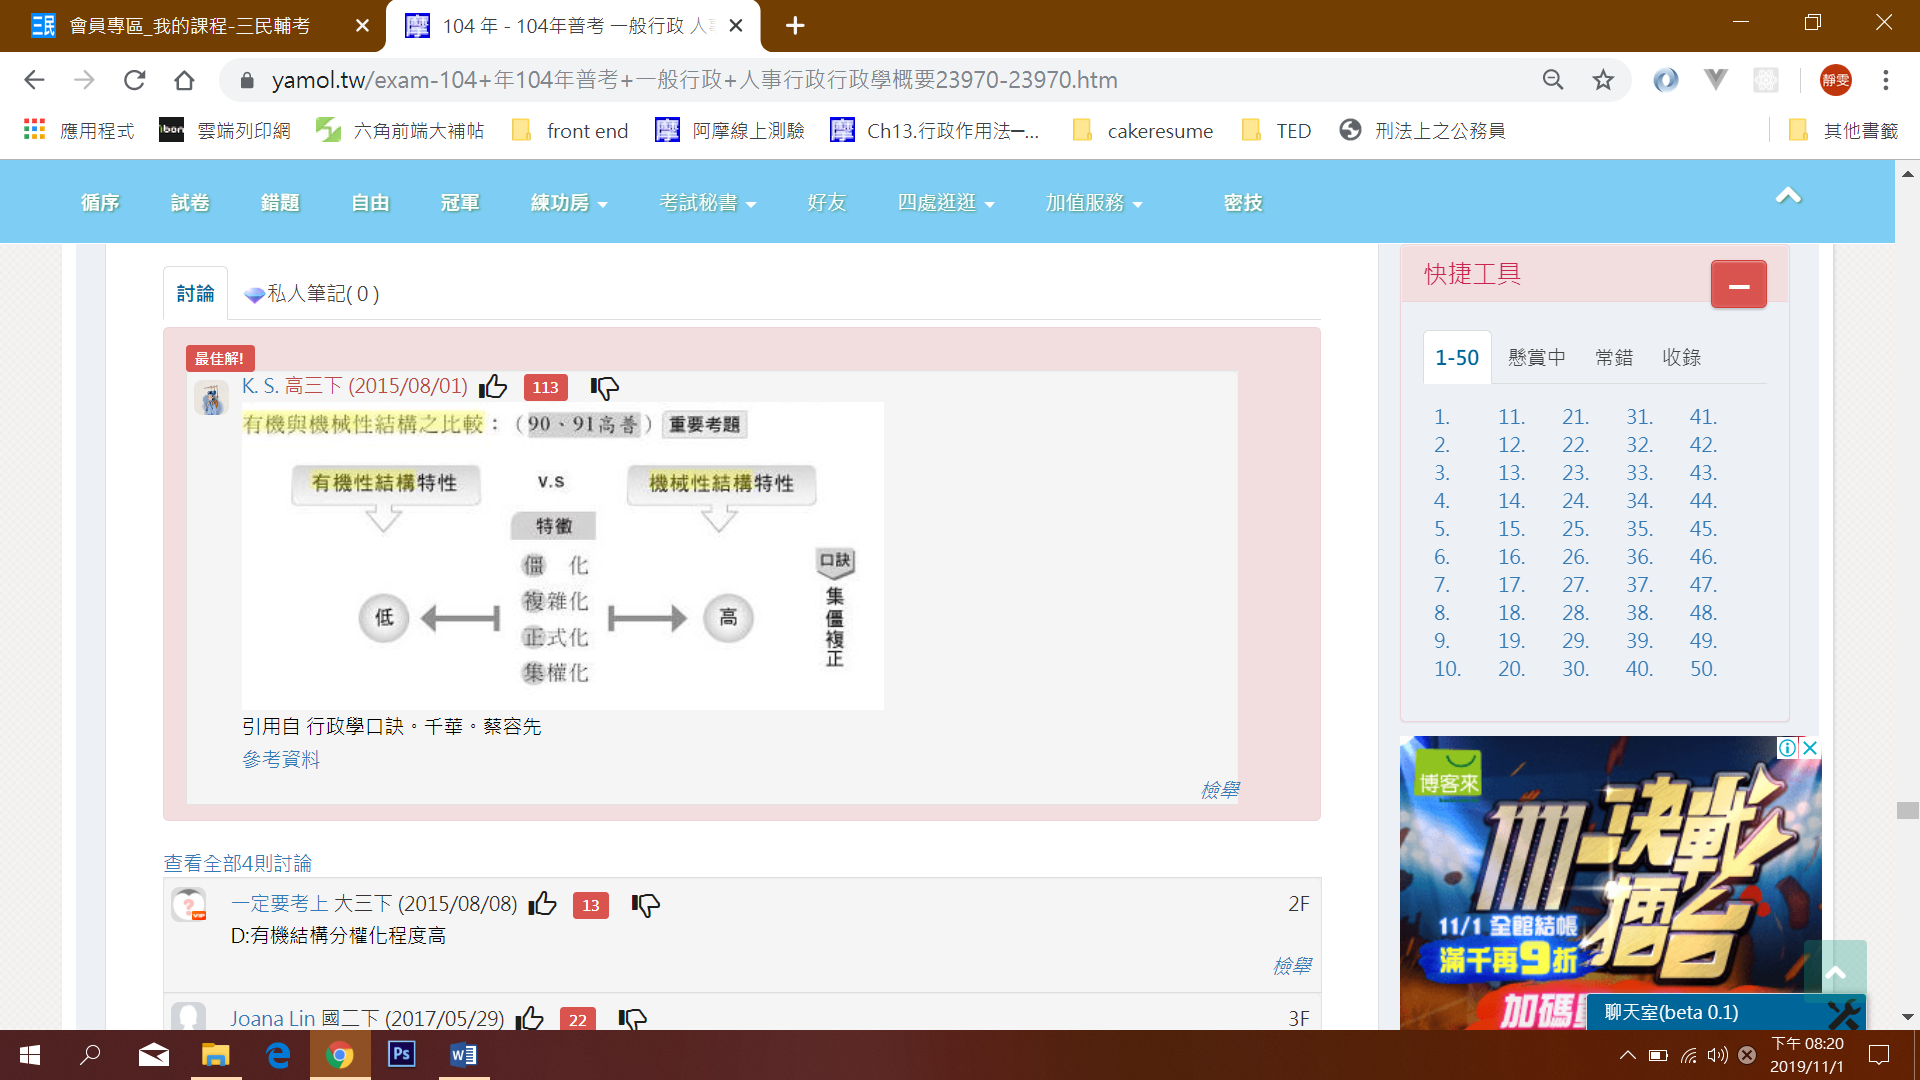 會員專區_我的課程-三民輔考
104 年 - 104年普考 一般行政 人
yamol.tw/exam-104+年104年普考+一般行政+人事行政行政學概要23970-23970.htm
靜雯
應用程式
ibon
雲端列印網
六角前端大補帖
front end
阿摩線上測驗
Ch13.行政作用法─...
cakeresume
TED
刑法上之公務員
其他書籤
循序 試卷 錯題 自由 冠軍 練功房 考試秘書 好友 四處逛逛 加值服務 密技
討論
私人筆記( 0 )
最佳解!
K. S. 高三下 (2015/08/01) 113
有機與機械性結構之比較：（90、91高普） 重要考題
有機性結構特性 V.S 機械性結構特性
特徵
僵 化
複雜化
正式化
集權化
低
高
口訣
集僵複正
引用自 行政學口訣。千華。蔡容先
參考資料
檢舉
查看全部4則討論
一定要考上 大三下 (2015/08/08) 13 2F
D:有機結構分權化程度高
檢舉
Joana Lin 國二下 (2017/05/29) 22 3F
快捷工具
1-50 懸賞中 常錯 收錄
1. 11. 21. 31. 41.
2. 12. 22. 32. 42.
3. 13. 23. 33. 43.
4. 14. 24. 34. 44.
5. 15. 25. 35. 45.
6. 16. 26. 36. 46.
7. 17. 27. 37. 47.
8. 18. 28. 38. 48.
9. 19. 29. 39. 49.
10. 20. 30. 40. 50.
博客來
1111決戰擂台
11/1 全館結帳
滿千再9折
加碼
聊天室(beta 0.1)
下午 08:20
2019/11/1